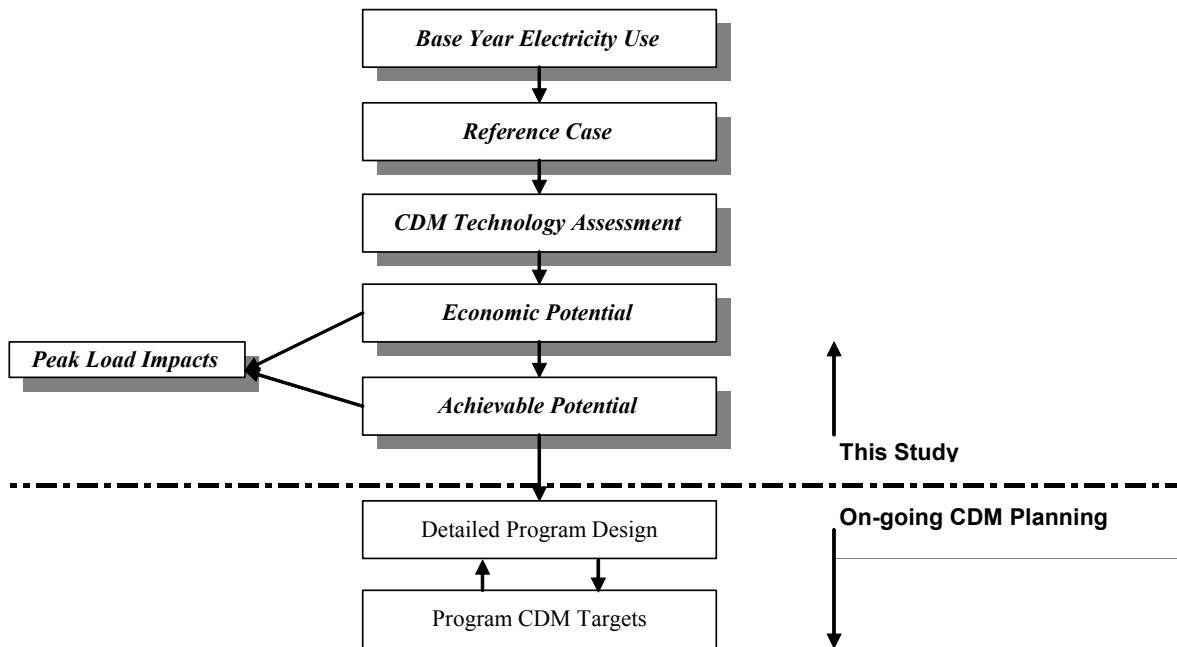 Base Year Electricity Use
Reference Case
CDM Technology Assessment
Economic Potential
Peak Load Impacts
Achievable Potential
This Study
Detailed Program Design
On-going CDM Planning
Program CDM Targets